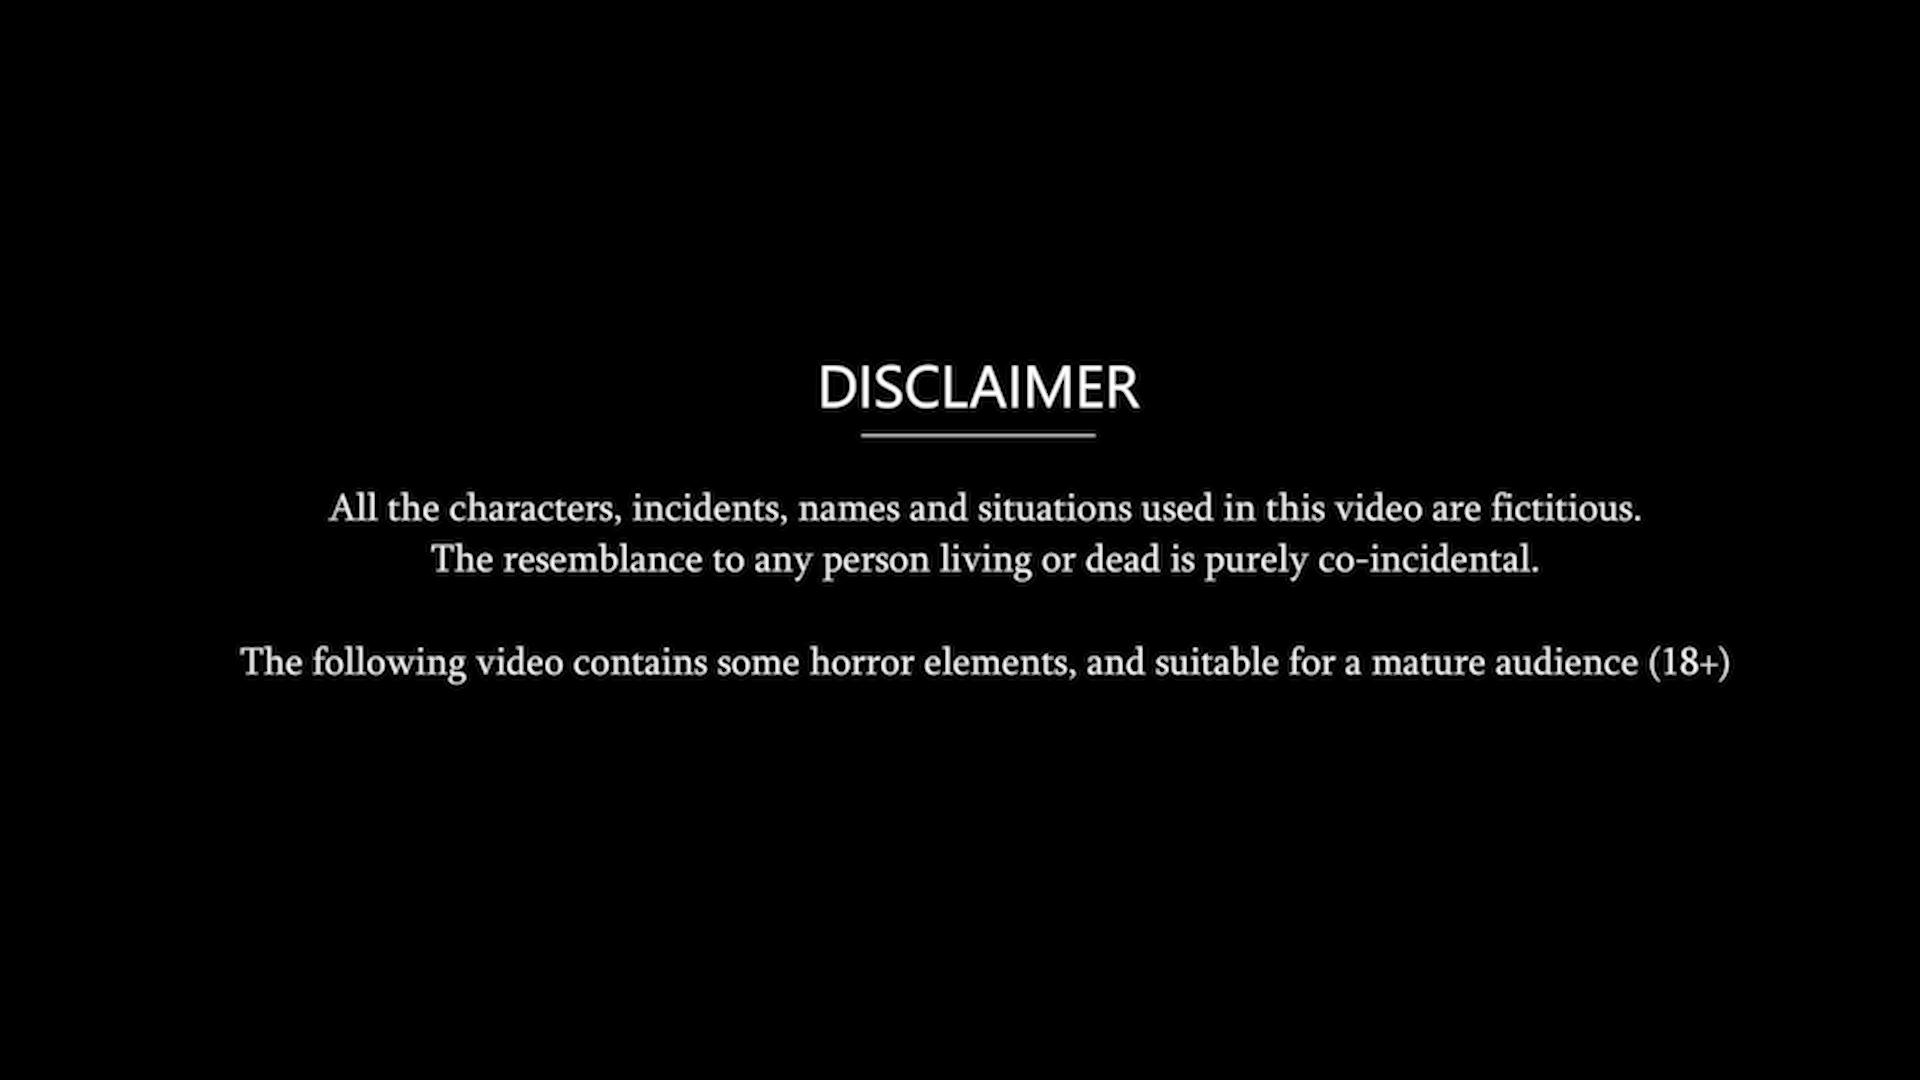 DISCLAIMER
All the characters, incidents, names and situations used in this video are fictitious.
The resemblance to any person living or dead is purely co-incidental.
The following video contains some horror elements, and suitable for a mature audience (18+)